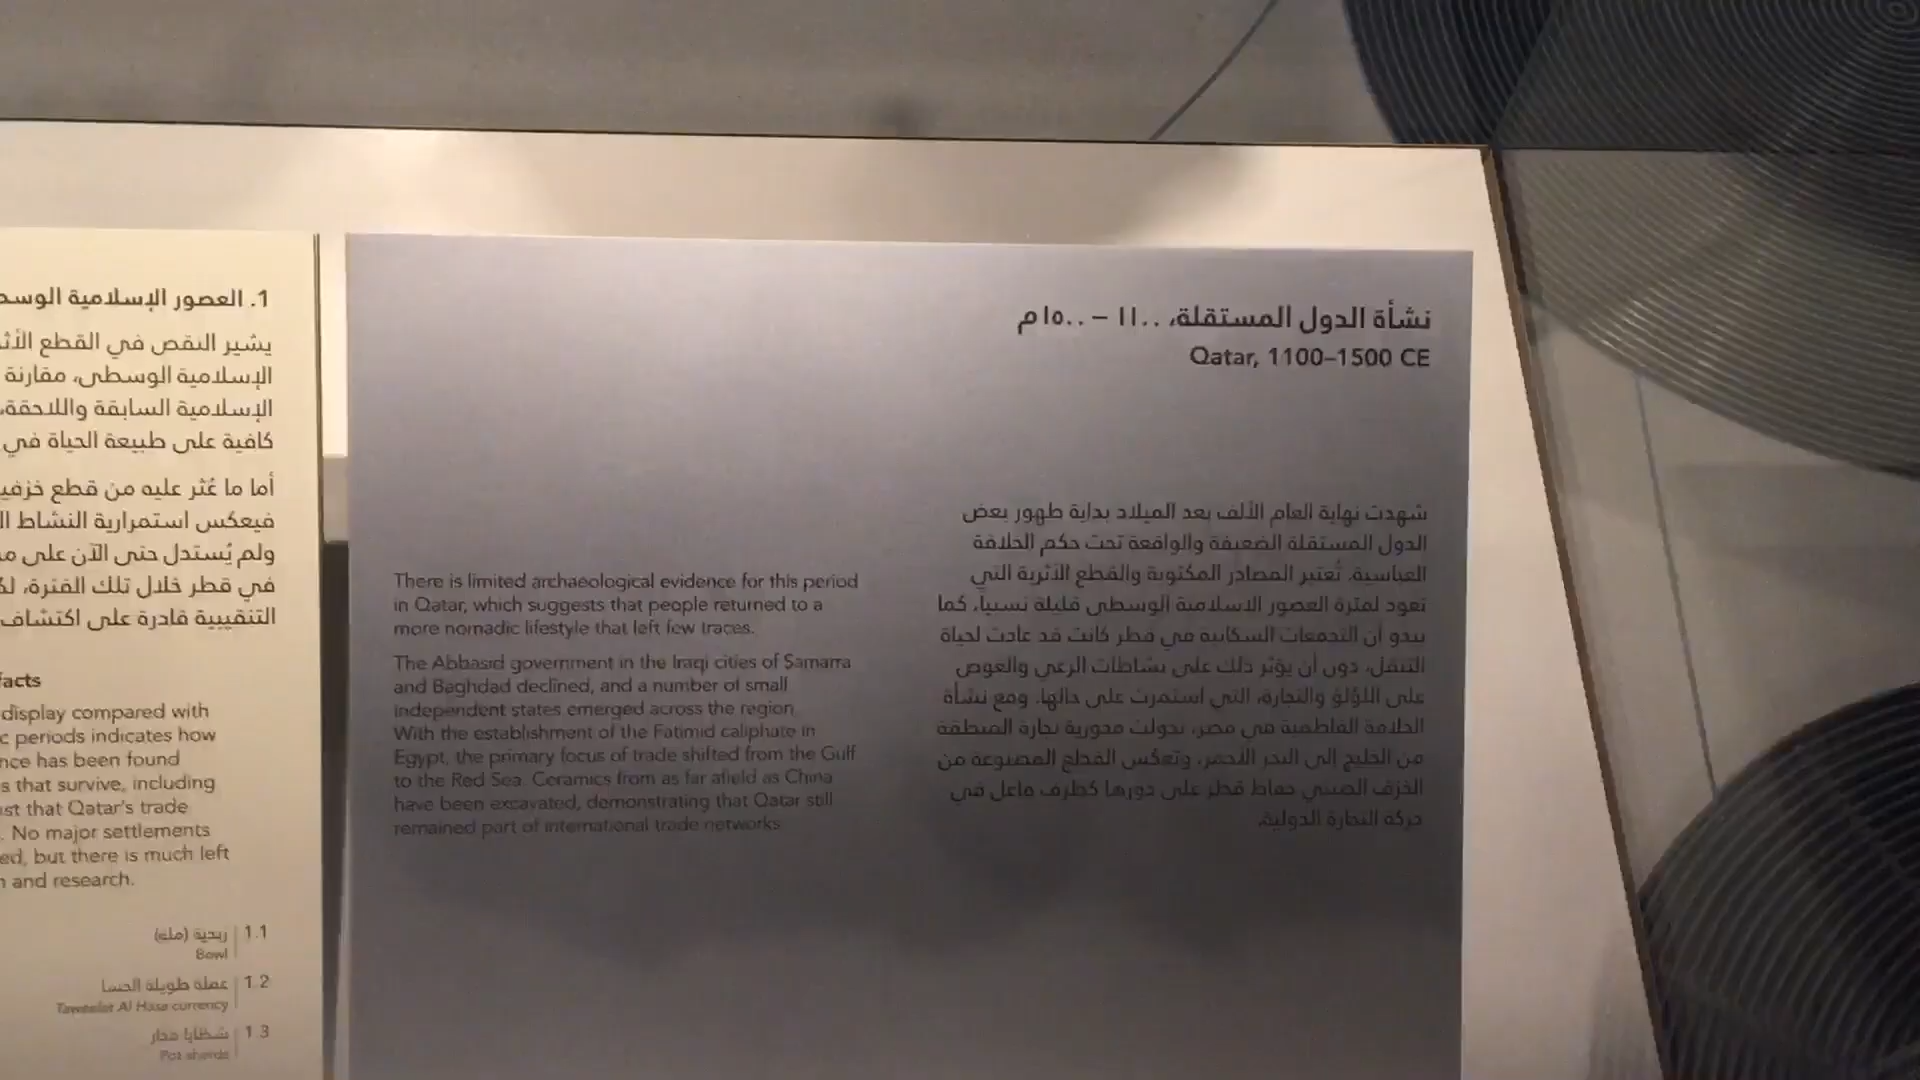 1. العصور الإسلامية الوسط
يشير النقص في القطع الأثر
الإسلامية الوسطى، مقارنة
الإسلامية السابقة واللاحقة،
كافية على طبيعة الحياة في
أما ما عُثر عليه من قطع خزفية
فيعكس استمرارية النشاط ال
ولم يُستدل حتى الآن على مـ
في قطر خلال تلك الفترة، لكـ
التنقيبية قادرة على اكتشاف
facts
display compared with
c periods indicates how
nce has been found
s that survive, including
st that Qatar's trade
. No major settlements
ed, but there is much left
n and research.
1.1 زبدية (ملة)
Bowl
1.2 عملة طويلة الحسا
Taweelat Al Hasa currency
1.3 شظايا فخار
Pot sherds
نشأة الدول المستقلة، ١١٠٠ – ١٥٠٠م
Qatar, 1100–1500 CE
شهدت نهاية العام الألف بعد الميلاد بداية ظهور بعض
الدول المستقلة الضعيفة والواقعة تحت حكم الخلافة
العباسية. تُعتبر المصادر المكتوبة والقطع الأثرية التي
تعود لفترة العصور الإسلامية الوسطى قليلة نسبياً، كما
يبدو أن التجمعات السكانية في قطر كانت قد عادت لحياة
التنقل، دون أن يؤثر ذلك على نشاطات الرعي والغوص
على اللؤلؤ والتجارة، التي استمرت على حالها. ومع نشأة
الخلافة الفاطمية في مصر، تحولت محورية تجارة المنطقة
من الخليج إلى البحر الأحمر، وتعكس القطع المصنوعة من
الخزف الصيني حفاظ قطر على دورها كطرف فاعل في
حركة التجارة الدولية.
There is limited archaeological evidence for this period
in Qatar, which suggests that people returned to a
more nomadic lifestyle that left few traces.
The Abbasid government in the Iraqi cities of Samarra
and Baghdad declined, and a number of small
independent states emerged across the region.
With the establishment of the Fatimid caliphate in
Egypt, the primary focus of trade shifted from the Gulf
to the Red Sea. Ceramics from as far afield as China
have been excavated, demonstrating that Qatar still
remained part of international trade networks.